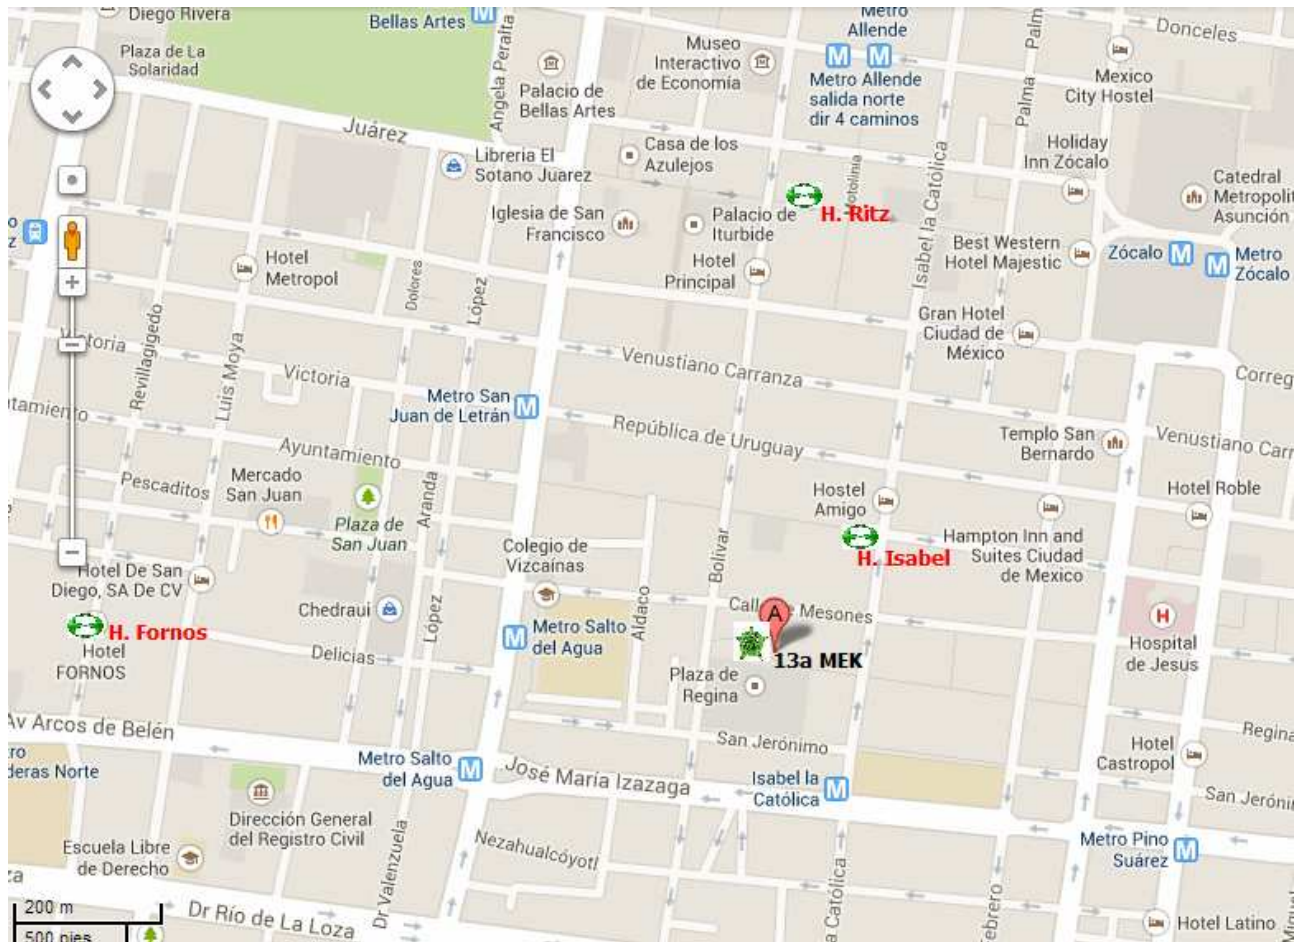 Diego Rivera
Bellas Artes
Angela Peralta
Metro
Allende
Palma
Donceles
Plaza de La
Solaridad
Museo
Interactivo
de Economía
Metro Allende
salida norte
dir 4 caminos
Mexico
City Hostel
Palacio de
Bellas Artes
Palma
Juárez
Libreria El
Sotano Juarez
Casa de los
Azulejos
Holiday
Inn Zócalo
Catedral
Metropolit
Asunción
Isabel la Católica
Iglesia de San
Francisco
Palacio de
Iturbide
H. Ritz
Best Western
Hotel Majestic
Zócalo
Metro
Zócalo
Hotel
Metropol
Dolores
López
Hotel
Principal
Gran Hotel
Ciudad de
México
Revillagigedo
Luis Moya
Victoria
Victoria
Venustiano Carranza
Correg
Metro San
Juan de Letrán
tamiento
Ayuntamiento
República de Uruguay
Templo San
Bernardo
Venustiano Carr
Pescaditos
Mercado
San Juan
Plaza de
San Juan
Aranda
Hostel
Amigo
Hotel Roble
Bolivar
Colegio de
Vizcaínas
H. Isabel
Hampton Inn and
Suites Ciudad
de Mexico
Hotel De San
Diego, SA De CV
Chedraui
López
Aldaco
A
H. Fornos
Hotel
FORNOS
Delicias
Metro Salto
del Agua
13a MEK
Hospital
de Jesus
Plaza de
Regina
Av Arcos de Belén
San Jerónimo
Regina
deras Norte
Metro Salto
del Agua
José María Izazaga
Isabel la
Católica
Hotel
Castropol
San Jeróni
Dirección General
del Registro Civil
Escuela Libre
de Derecho
Dr Valenzuela
Nezahualcóyotl
Metro Pino
Suárez
200 m
500 pies
Dr Río de La Loza
a Católica
ebrero
Hotel Latino